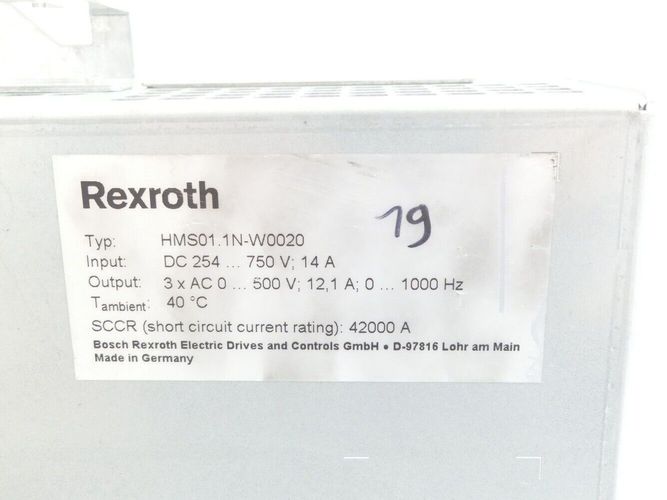 Rexroth
19
Typ: HMS01.1N-W0020
Input: DC 254 ... 750 V; 14 A
Output: 3 x AC 0 ... 500 V; 12,1 A; 0 ... 1000 Hz
Tambient: 40 °C
SCCR (short circuit current rating): 42000 A
Bosch Rexroth Electric Drives and Controls GmbH • D-97816 Lohr am Main
Made in Germany